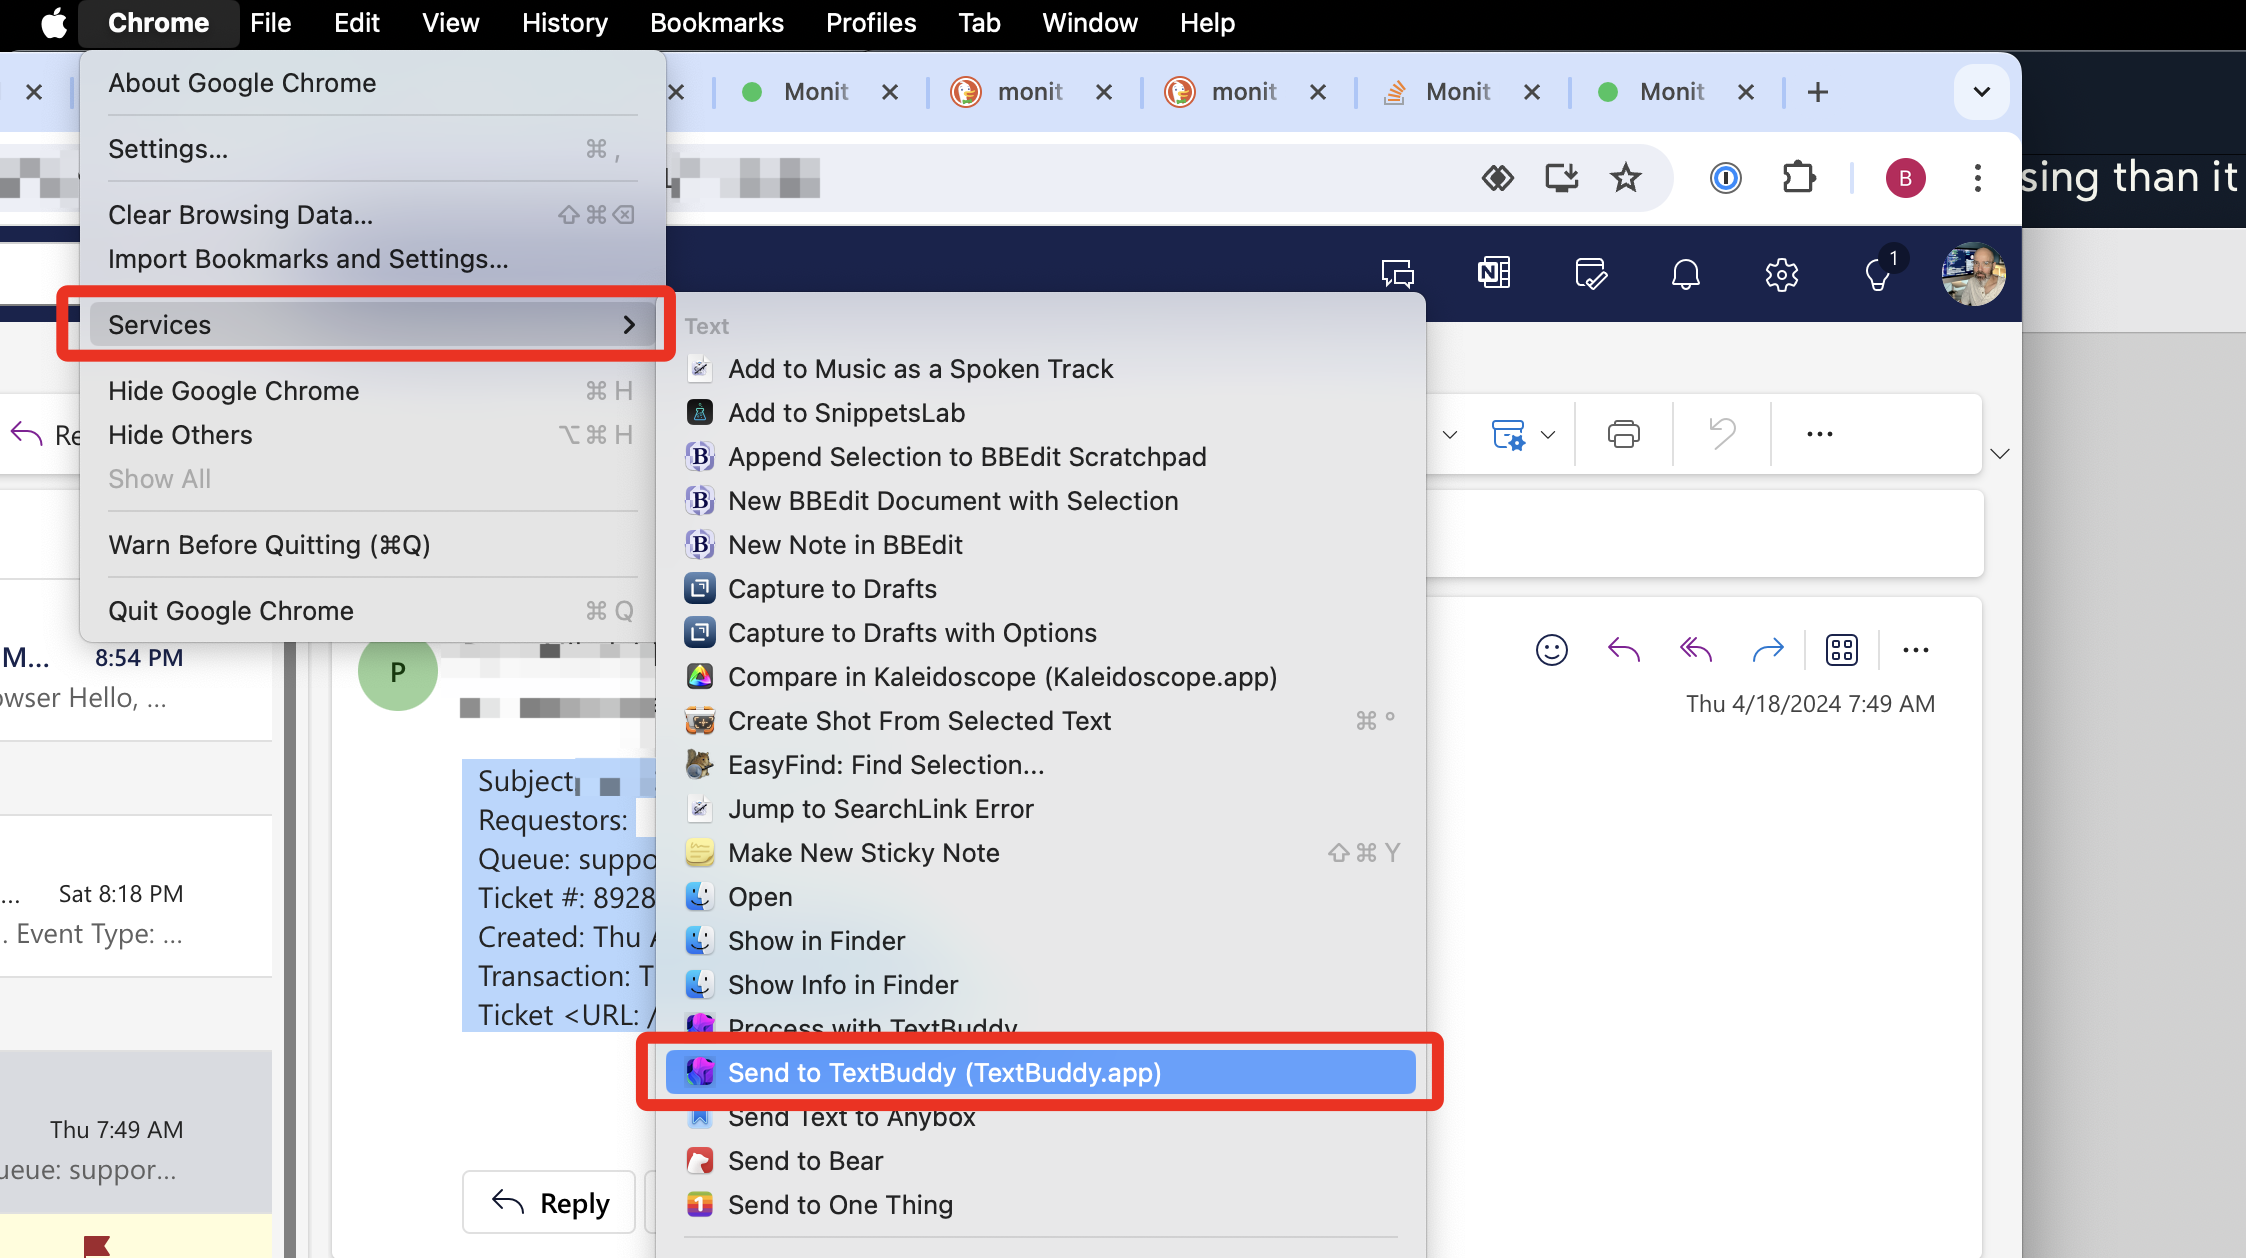 Chrome File Edit View History Bookmarks Profiles Tab Window Help
Monit monit monit Monit Monit
B
sing than it
1
About Google Chrome
Settings... ⌘ ,
Clear Browsing Data... ⇧⌘⌫
Import Bookmarks and Settings...
Services
Hide Google Chrome ⌘ H
Hide Others ⌥⌘ H
Show All
Warn Before Quitting (⌘Q)
Quit Google Chrome ⌘ Q
Text
Add to Music as a Spoken Track
Add to SnippetsLab
Append Selection to BBEdit Scratchpad
New BBEdit Document with Selection
New Note in BBEdit
Capture to Drafts
Capture to Drafts with Options
Compare in Kaleidoscope (Kaleidoscope.app)
Create Shot From Selected Text ⌘ º
EasyFind: Find Selection...
Jump to SearchLink Error
Make New Sticky Note ⇧⌘ Y
Open
Show in Finder
Show Info in Finder
Process with TextBuddy
Send to TextBuddy (TextBuddy.app)
Send Text to Anybox
Send to Bear
Send to One Thing
Re
M... 8:54 PM
owser Hello, ...
... Sat 8:18 PM
. Event Type: ...
Thu 7:49 AM
ueue: suppor...
P
Thu 4/18/2024 7:49 AM
Subject
Requestors:
Queue: suppo
Ticket #: 8928
Created: Thu
Transaction: T
Ticket <URL: /
Reply